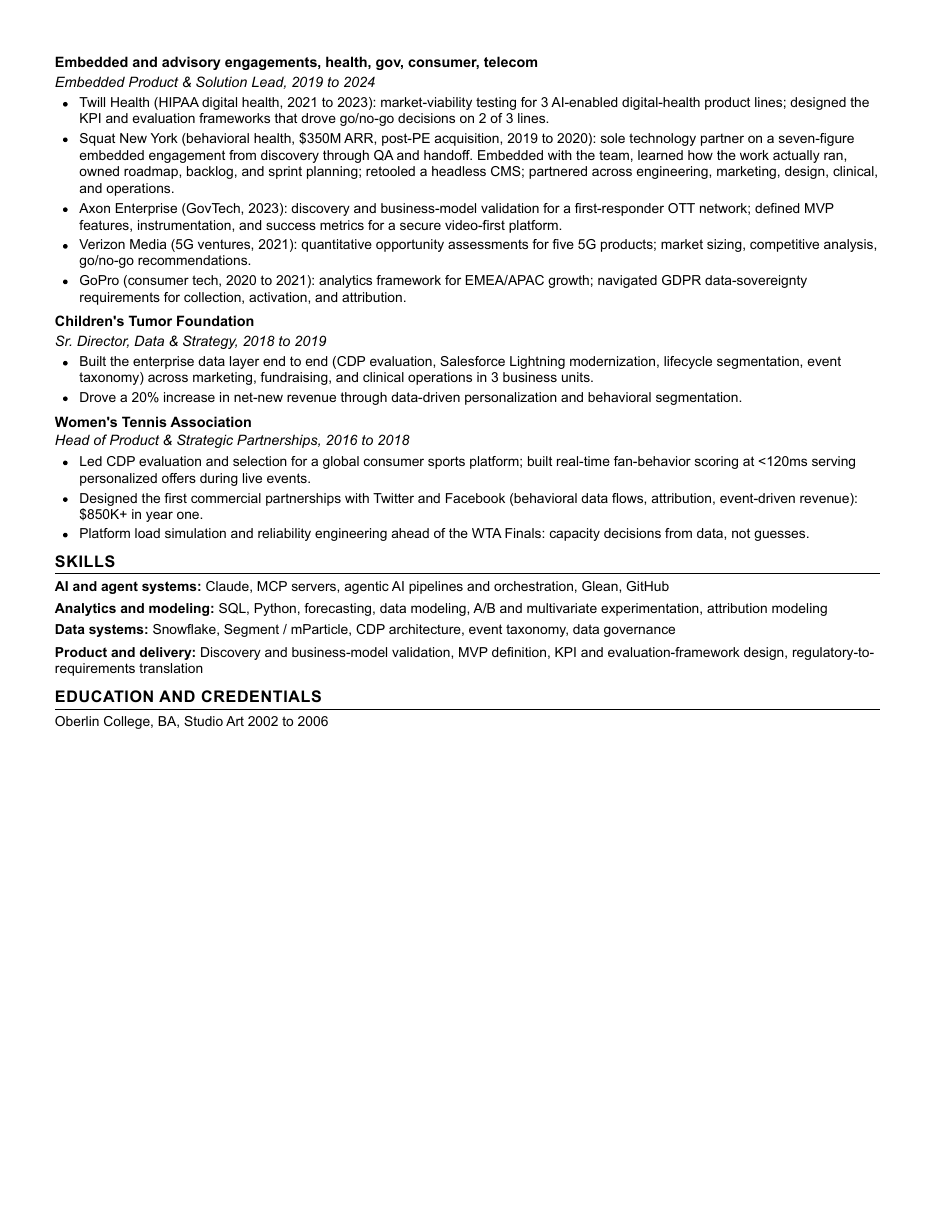 Embedded and advisory engagements, health, gov, consumer, telecom
Embedded Product & Solution Lead, 2019 to 2024
• Twill Health (HIPAA digital health, 2021 to 2023): market-viability testing for 3 AI-enabled digital-health product lines; designed the
KPI and evaluation frameworks that drove go/no-go decisions on 2 of 3 lines.
• Squat New York (behavioral health, $350M ARR, post-PE acquisition, 2019 to 2020): sole technology partner on a seven-figure
embedded engagement from discovery through QA and handoff. Embedded with the team, learned how the work actually ran,
owned roadmap, backlog, and sprint planning; retooled a headless CMS; partnered across engineering, marketing, design, clinical,
and operations.
• Axon Enterprise (GovTech, 2023): discovery and business-model validation for a first-responder OTT network; defined MVP
features, instrumentation, and success metrics for a secure video-first platform.
• Verizon Media (5G ventures, 2021): quantitative opportunity assessments for five 5G products; market sizing, competitive analysis,
go/no-go recommendations.
• GoPro (consumer tech, 2020 to 2021): analytics framework for EMEA/APAC growth; navigated GDPR data-sovereignty
requirements for collection, activation, and attribution.
Children's Tumor Foundation
Sr. Director, Data & Strategy, 2018 to 2019
• Built the enterprise data layer end to end (CDP evaluation, Salesforce Lightning modernization, lifecycle segmentation, event
taxonomy) across marketing, fundraising, and clinical operations in 3 business units.
• Drove a 20% increase in net-new revenue through data-driven personalization and behavioral segmentation.
Women's Tennis Association
Head of Product & Strategic Partnerships, 2016 to 2018
• Led CDP evaluation and selection for a global consumer sports platform; built real-time fan-behavior scoring at <120ms serving
personalized offers during live events.
• Designed the first commercial partnerships with Twitter and Facebook (behavioral data flows, attribution, event-driven revenue):
$850K+ in year one.
• Platform load simulation and reliability engineering ahead of the WTA Finals: capacity decisions from data, not guesses.
SKILLS
AI and agent systems: Claude, MCP servers, agentic AI pipelines and orchestration, Glean, GitHub
Analytics and modeling: SQL, Python, forecasting, data modeling, A/B and multivariate experimentation, attribution modeling
Data systems: Snowflake, Segment / mParticle, CDP architecture, event taxonomy, data governance
Product and delivery: Discovery and business-model validation, MVP definition, KPI and evaluation-framework design, regulatory-to-
requirements translation
EDUCATION AND CREDENTIALS
Oberlin College, BA, Studio Art 2002 to 2006